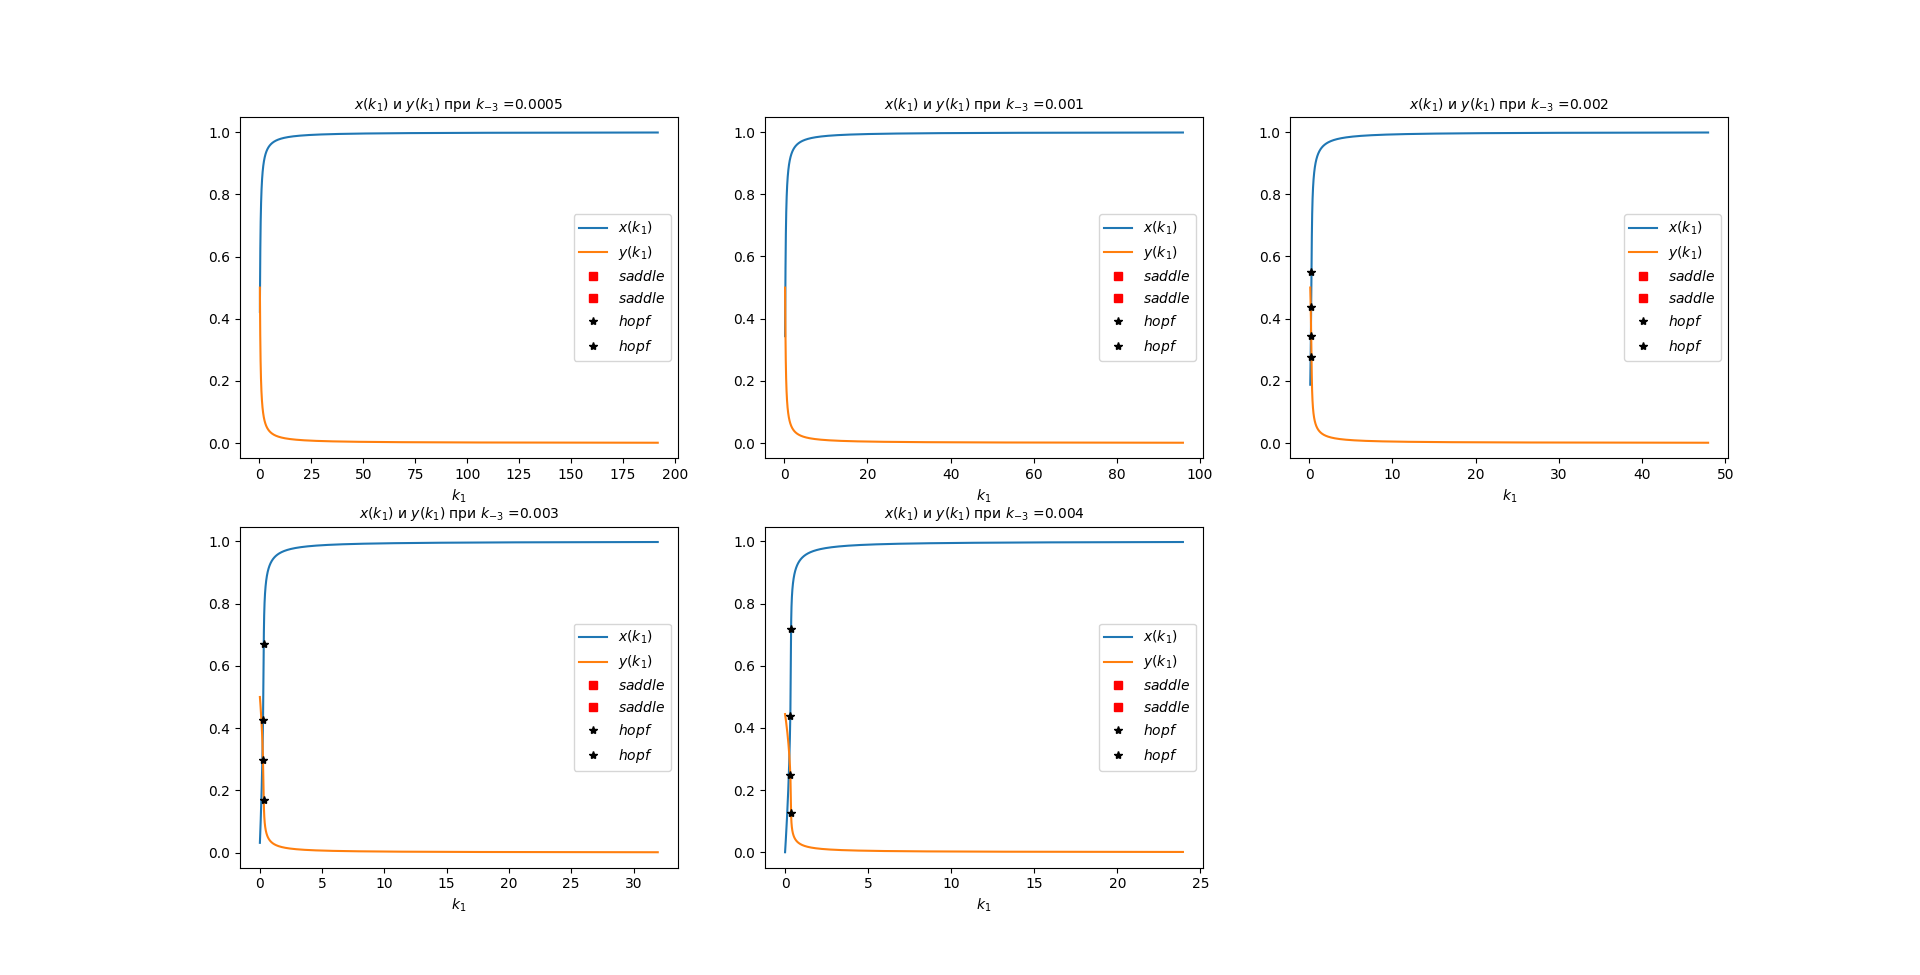 x(k₁) и y(k₁) при k₋₃ =0.0005
1.0
0.8
0.6
0.4
0.2
0.0
x(k₁)
y(k₁)
saddle
saddle
hopf
hopf
0 25 50 75 100 125 150 175 200
k₁
x(k₁) и y(k₁) при k₋₃ =0.001
1.0
0.8
0.6
0.4
0.2
0.0
x(k₁)
y(k₁)
saddle
saddle
hopf
hopf
0 20 40 60 80 100
k₁
x(k₁) и y(k₁) при k₋₃ =0.002
1.0
0.8
0.6
0.4
0.2
0.0
x(k₁)
y(k₁)
saddle
saddle
hopf
hopf
0 10 20 30 40 50
k₁
x(k₁) и y(k₁) при k₋₃ =0.003
1.0
0.8
0.6
0.4
0.2
0.0
x(k₁)
y(k₁)
saddle
saddle
hopf
hopf
0 5 10 15 20 25 30
k₁
x(k₁) и y(k₁) при k₋₃ =0.004
1.0
0.8
0.6
0.4
0.2
0.0
x(k₁)
y(k₁)
saddle
saddle
hopf
hopf
0 5 10 15 20 25
k₁